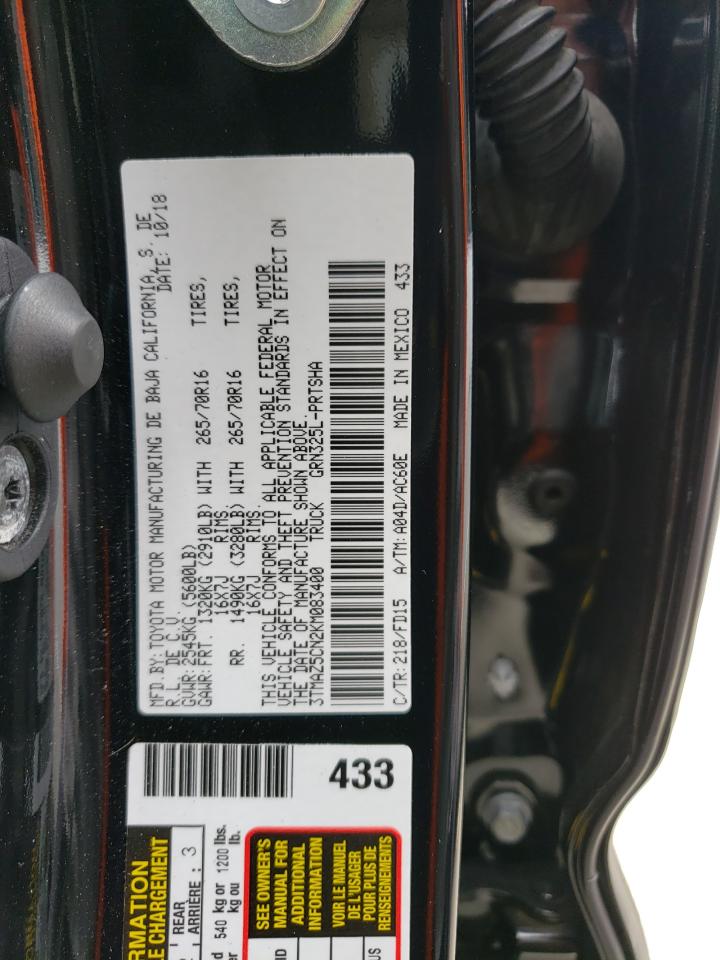 MFD.BY:TOYOTA MOTOR MANUFACTURING DE BAJA CALIFORNIA, S. DE
R.L. DE C.V. DATE: 10/18
GVWR:2545KG(5600LB)
GAWR:FRT. 1320KG (2910LB) WITH 265/70R16 TIRES,
16X7J RIMS,
RR. 1490KG (3280LB) WITH 265/70R16 TIRES,
16X7J RIMS.
THIS VEHICLE CONFORMS TO ALL APPLICABLE FEDERAL MOTOR
VEHICLE SAFETY AND THEFT PREVENTION STANDARDS IN EFFECT ON
THE DATE OF MANUFACTURE SHOWN ABOVE.
3TMAZ5CN2KM083400 TRUCK GRN325L-PRTSHA
C/TR:218/FD15 A/TM:A04D/AC60E MADE IN MEXICO 433
433
RMATION
E CHARGEMENT
REAR
ARRIÈRE : 3
540 kg or 1200 lbs.
kg ou lb.
SEE OWNER'S
MANUAL FOR
ADDITIONAL
INFORMATION
VOIR LE MANUEL
DE L'USAGER
POUR PLUS DE
RENSEIGNEMENTS